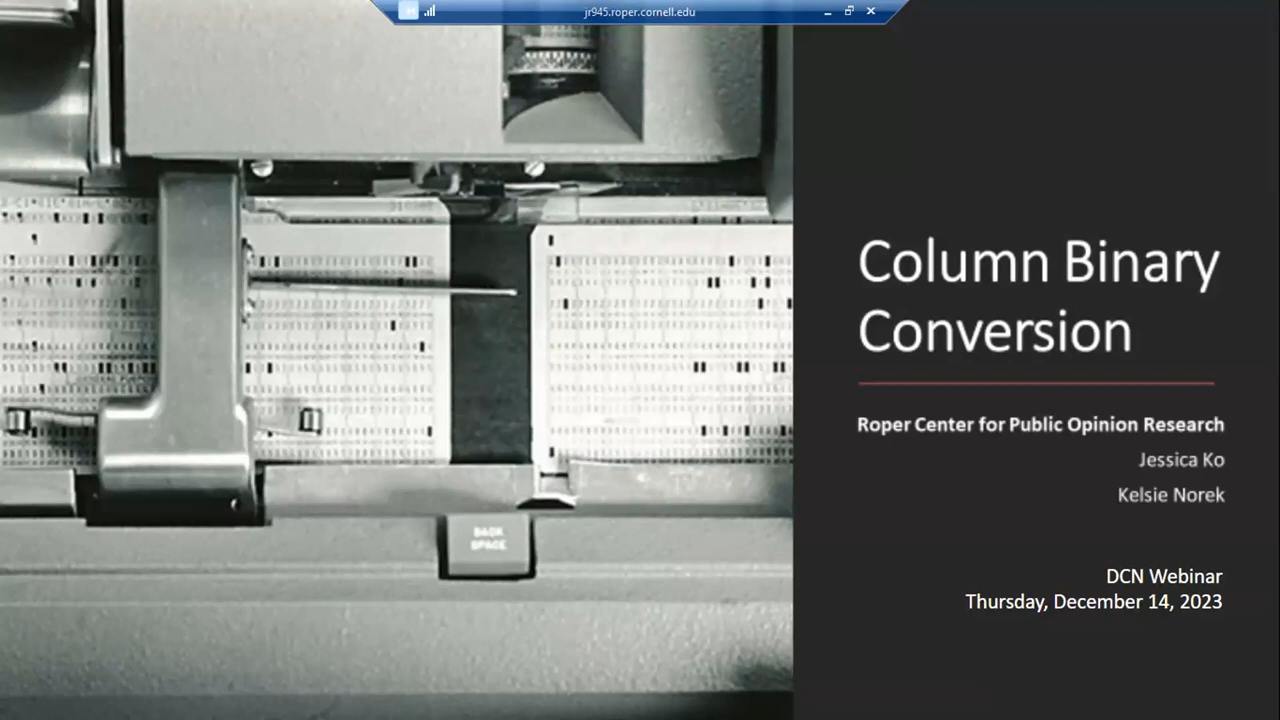 jr945.roper.cornell.edu
Column Binary
Conversion
Roper Center for Public Opinion Research
Jessica Ko
Kelsie Norek
DCN Webinar
Thursday, December 14, 2023
BACK
SPACE